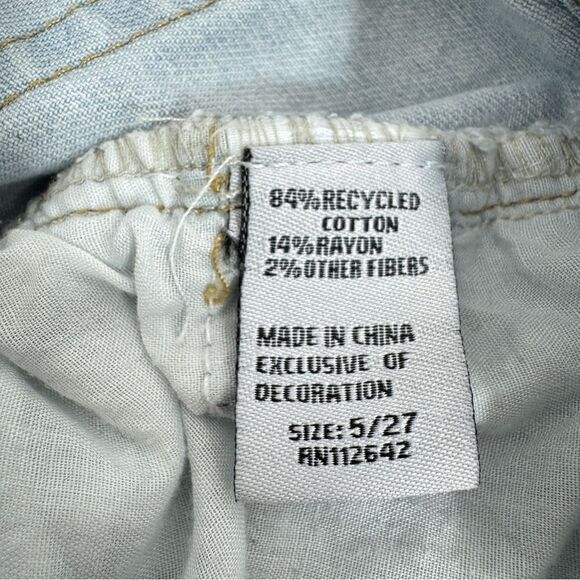 84% RECYCLED
COTTON
14% RAYON
2% OTHER FIBERS
MADE IN CHINA
EXCLUSIVE OF
DECORATION
SIZE: 5/27
RN112642